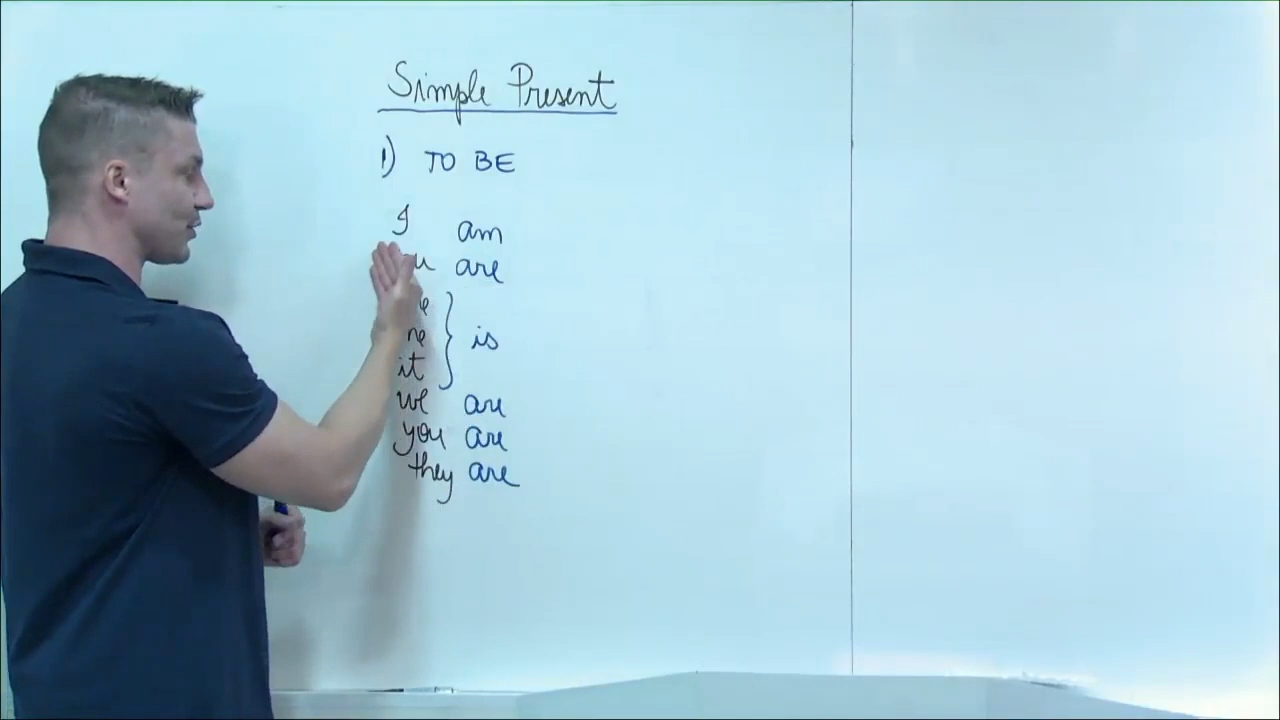 Simple Present
1) TO BE
I am
are
is
it
we are
you are
they are